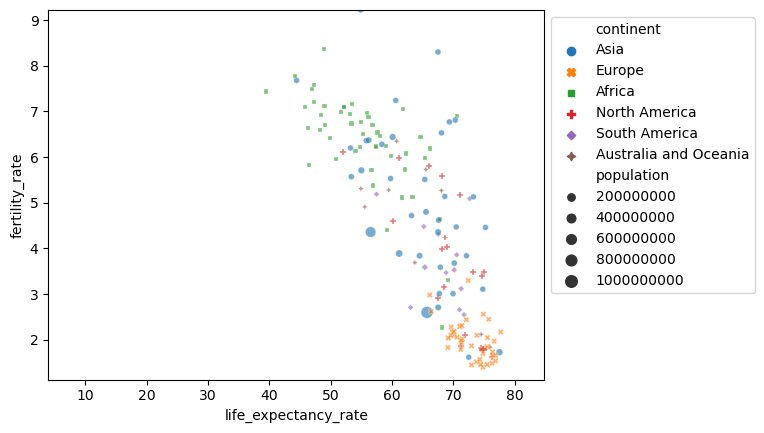 9
8
7
6
5
4
3
2
fertility_rate
10 20 30 40 50 60 70 80
life_expectancy_rate
continent
Asia
Europe
Africa
North America
South America
Australia and Oceania
population
200000000
400000000
600000000
800000000
1000000000